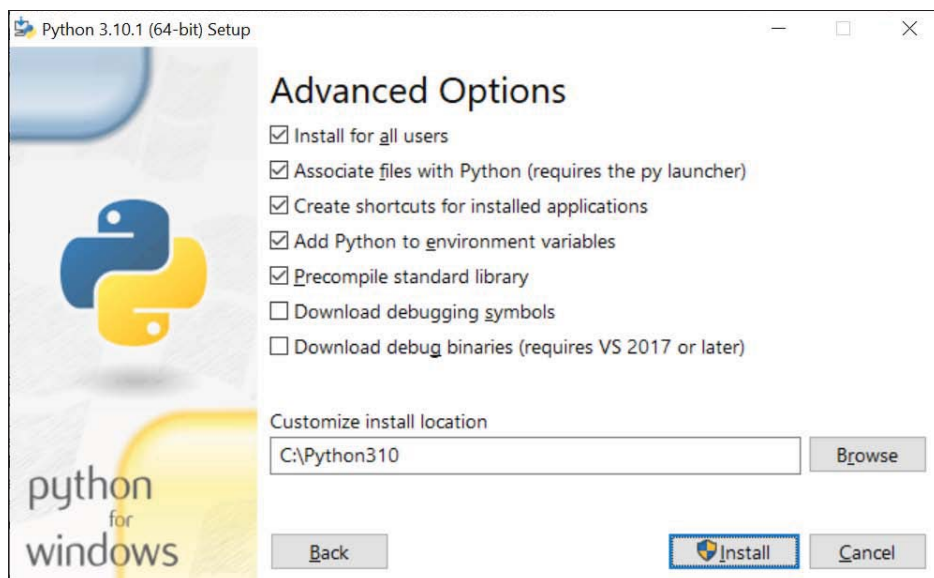 Python 3.10.1 (64-bit) Setup
Advanced Options
Install for all users
Associate files with Python (requires the py launcher)
Create shortcuts for installed applications
Add Python to environment variables
Precompile standard library
Download debugging symbols
Download debug binaries (requires VS 2017 or later)
Customize install location
C:\Python310
Browse
python
for
windows
Back
Install
Cancel